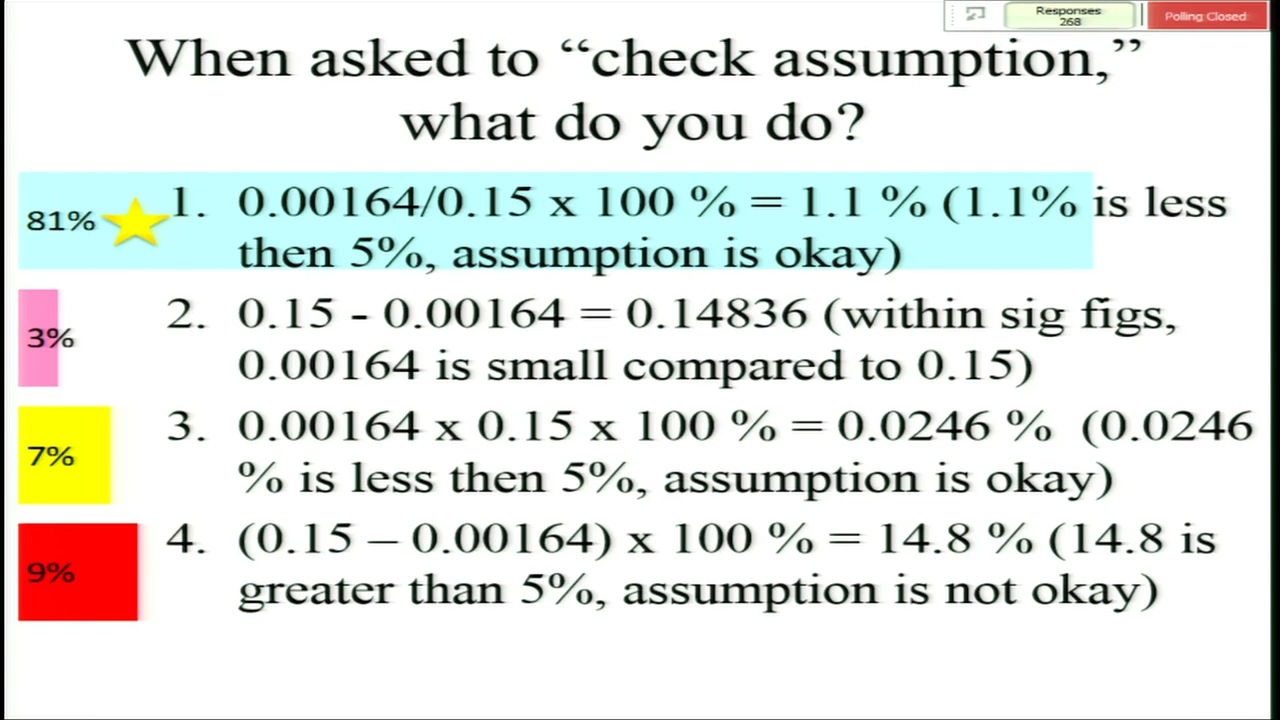 Responses
268
Polling Closed
When asked to “check assumption,”
what do you do?
81%
1. 0.00164/0.15 x 100 % = 1.1 % (1.1% is less
then 5%, assumption is okay)
3%
2. 0.15 - 0.00164 = 0.14836 (within sig figs,
0.00164 is small compared to 0.15)
7%
3. 0.00164 x 0.15 x 100 % = 0.0246 % (0.0246
% is less then 5%, assumption is okay)
9%
4. (0.15 – 0.00164) x 100 % = 14.8 % (14.8 is
greater than 5%, assumption is not okay)